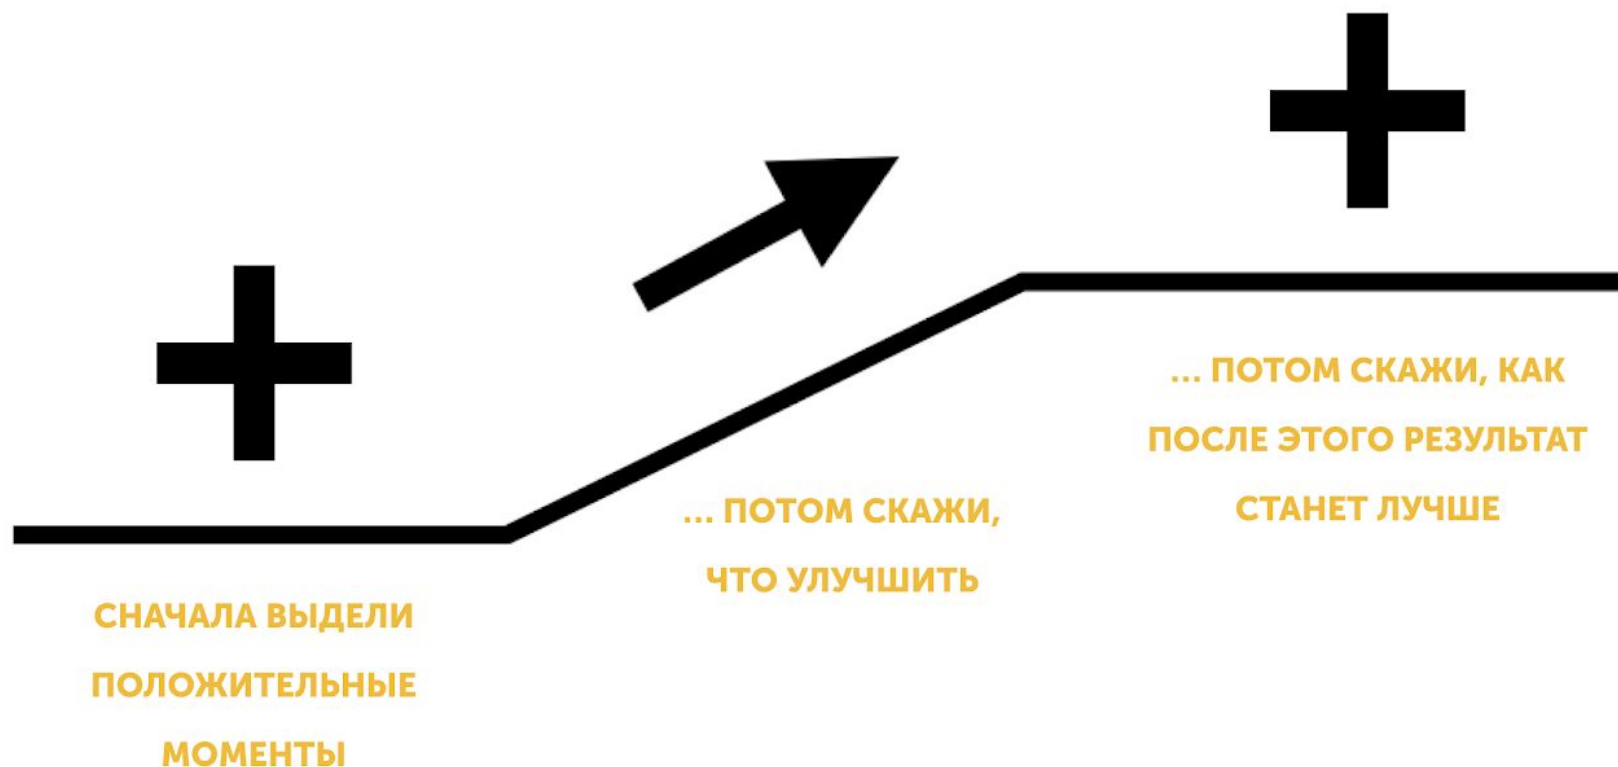 СНАЧАЛА ВЫДЕЛИ
ПОЛОЖИТЕЛЬНЫЕ
МОМЕНТЫ
... ПОТОМ СКАЖИ,
ЧТО УЛУЧШИТЬ
... ПОТОМ СКАЖИ, КАК
ПОСЛЕ ЭТОГО РЕЗУЛЬТАТ
СТАНЕТ ЛУЧШЕ